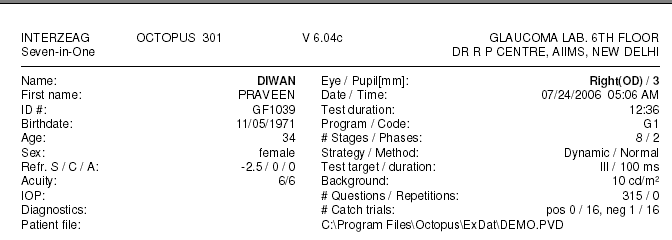 INTERZEAG OCTOPUS 301 V 6.04c GLAUCOMA LAB. 6TH FLOOR
Seven-in-One DR R P CENTRE, AIIMS, NEW DELHI
Name: DIWAN Eye / Pupil[mm]: Right(OD) / 3
First name: PRAVEEN Date / Time: 07/24/2006 05:06 AM
ID #: GF1039 Test duration: 12:36
Birthdate: 11/05/1971 Program / Code: G1
Age: 34 # Stages / Phases: 8 / 2
Sex: female Strategy / Method: Dynamic / Normal
Refr. S / C / A: -2.5 / 0 / 0 Test target / duration: III / 100 ms
Acuity: 6/6 Background: 10 cd/m²
IOP: # Questions / Repetitions: 315 / 0
Diagnostics: # Catch trials: pos 0 / 16, neg 1 / 16
Patient file: C:\Program Files\Octopus\ExDat\DEMO.PVD